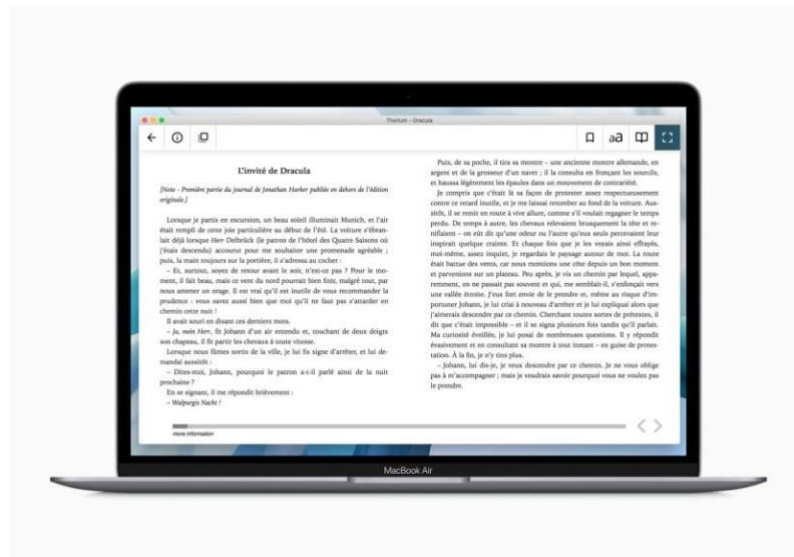 Thorium - Dracula
aA
L'invité de Dracula
[Note - Première partie du journal de Jonathan Harker publiée en dehors de l'édition
originale.]
Lorsque je partis en excursion, un beau soleil illuminait Munich, et l'air
était rempli de cette joie particulière au début de l'été. La voiture s'ébran-
lait déjà lorsque Herr Delbrück (le patron de l'hôtel des Quatre Saisons où
j'étais descendu) accourut pour me souhaiter une promenade agréable ;
puis, la main toujours sur la portière, il s'adressa au cocher :
– Et, surtout, soyez de retour avant le soir, n'est-ce pas ? Pour le mo-
ment, il fait beau, mais ce vent du nord pourrait bien finir, malgré tout, par
nous amener un orage. Il est vrai qu'il est inutile de vous recommander la
prudence : vous savez aussi bien que moi qu'il ne faut pas s'attarder en
chemin cette nuit !
Il avait souri en disant ces derniers mots.
– Ja, mein Herr, fit Johann d'un air entendu et, touchant de deux doigts
son chapeau, il fit partir les chevaux à toute vitesse.
Lorsque nous fûmes sortis de la ville, je lui fis signe d'arrêter, et lui de-
mandai aussitôt :
– Dites-moi, Johann, pourquoi le patron a-t-il parlé ainsi de la nuit
prochaine ?
En se signant, il me répondit brièvement :
– Walpurgis Nacht !
Puis, de sa poche, il tira sa montre – une ancienne montre allemande, en
argent et de la grosseur d'un navet ; il la consulta en fronçant les sourcils,
et haussa légèrement les épaules dans un mouvement de contrariété.
Je compris que c'était là sa façon de protester assez respectueusement
contre ce retard inutile, et je me laissai retomber au fond de la voiture. Aus-
sitôt, il se remit en route à vive allure, comme s'il voulait regagner le temps
perdu. De temps à autre, les chevaux relevaient brusquement la tête et re-
niflaient – on eût dit qu'une odeur ou l'autre qu'eux seuls percevaient leur
inspirait quelque crainte. Et chaque fois que je les voyais ainsi effrayés,
moi-même, assez inquiet, je regardais le paysage autour de moi. La route
était battue des vents, car nous montions une côte depuis un bon moment
et parvenions sur un plateau. Peu après, je vis un chemin par lequel, appa-
remment, on ne passait pas souvent et qui, me semblait-il, s'enfonçait vers
une vallée étroite. J'eus fort envie de le prendre et, même au risque d'im-
portuner Johann, je lui criai à nouveau d'arrêter et je lui expliquai alors que
j'aimerais descendre par ce chemin. Cherchant toutes sortes de prétextes, il
dit que c'était impossible – et il se signa plusieurs fois tandis qu'il parlait.
Ma curiosité éveillée, je lui posai de nombreuses questions. Il y répondit
évasivement et en consultant sa montre à tout instant – en guise de protes-
tation. À la fin, je n'y tins plus.
– Johann, lui dis-je, je veux descendre par ce chemin. Je ne vous oblige
pas à m'accompagner ; mais je voudrais savoir pourquoi vous ne voulez pas
le prendre.
more information
MacBook Air